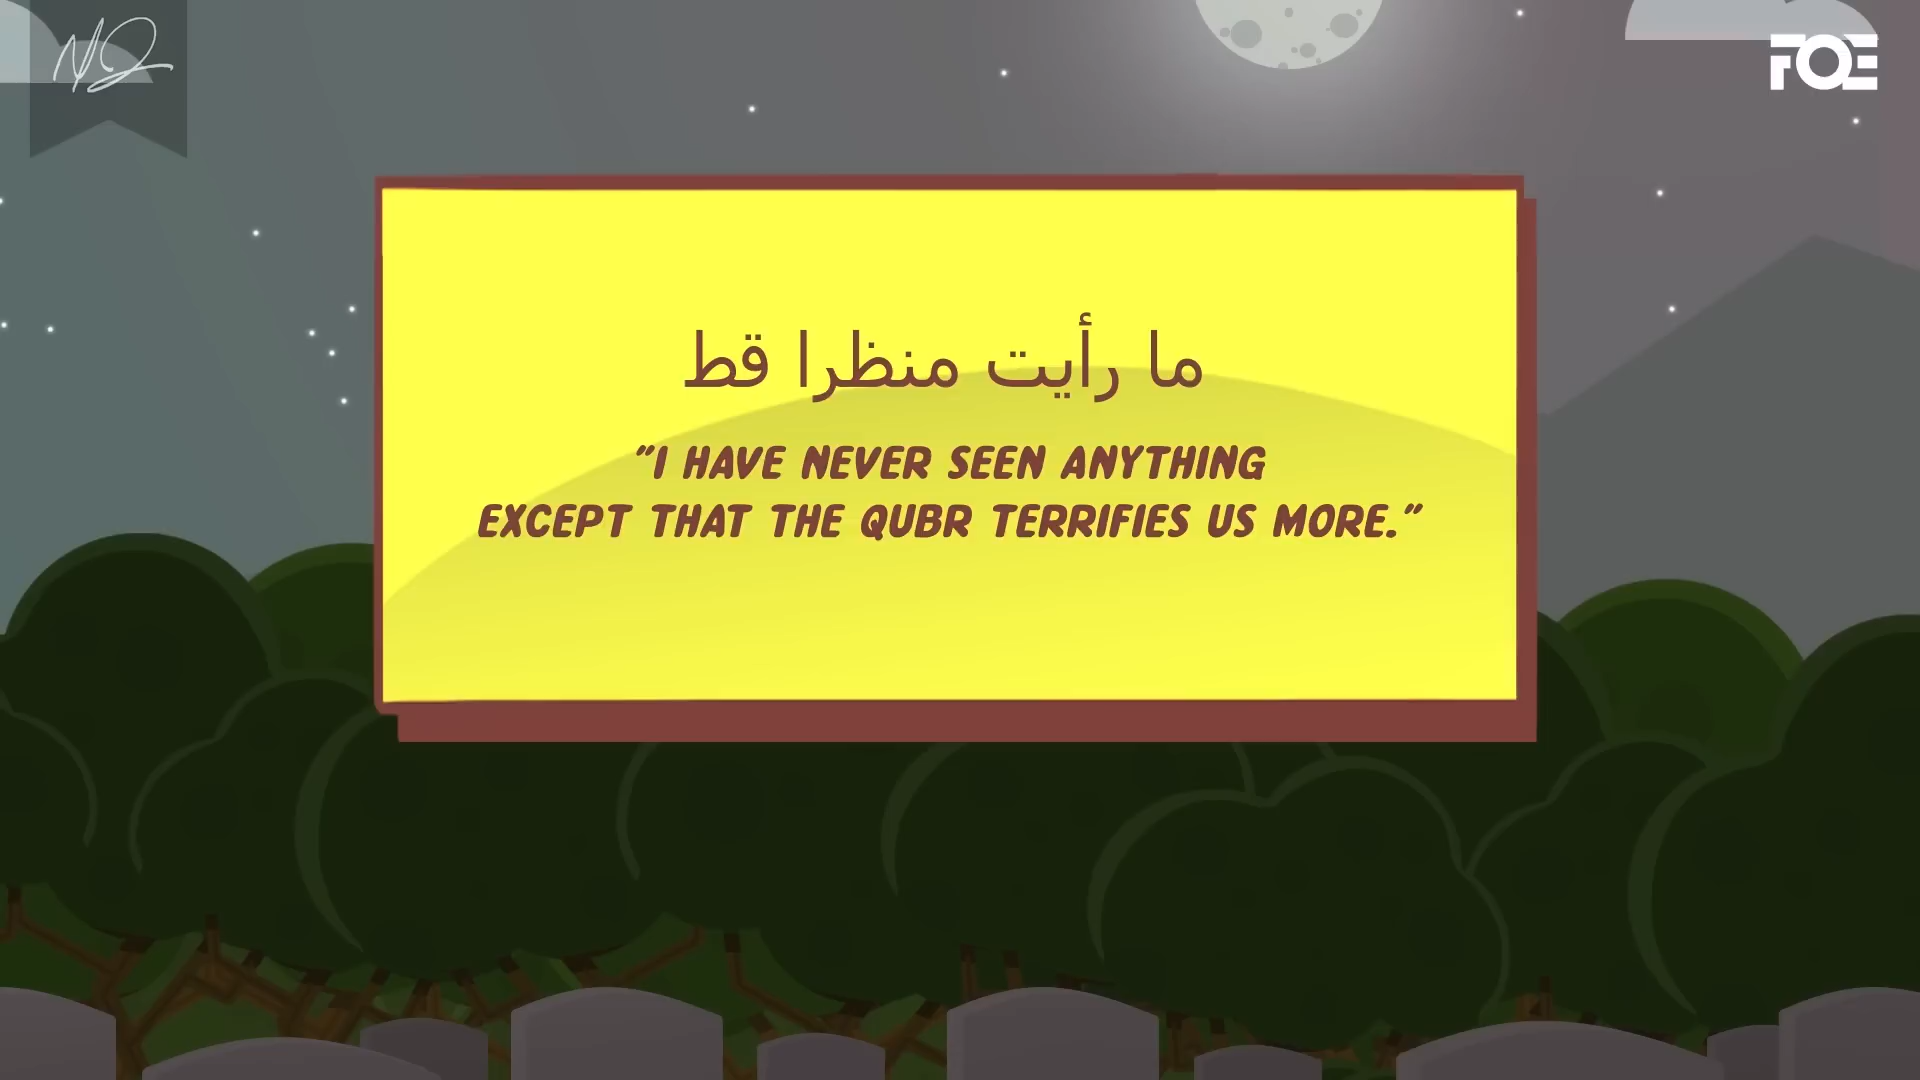 FOE
ما رأيت منظرا قط
"I HAVE NEVER SEEN ANYTHING
EXCEPT THAT THE QUBR TERRIFIES US MORE."